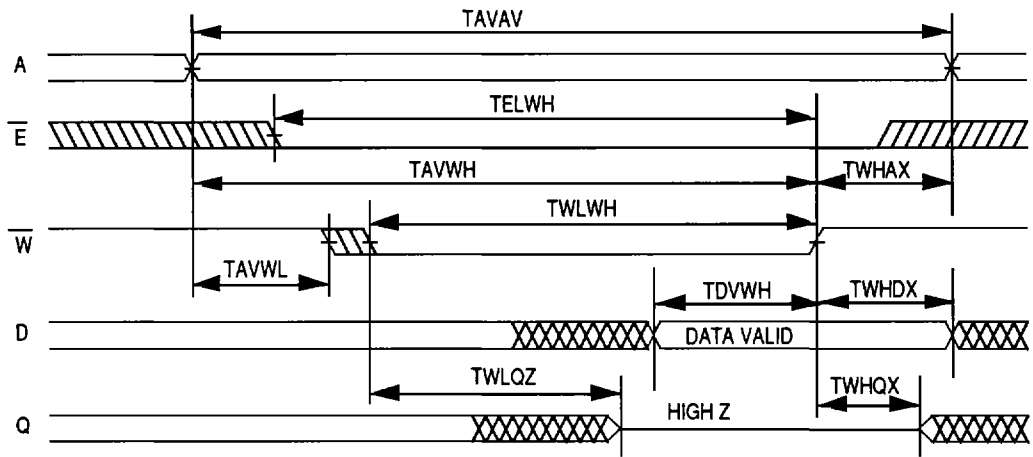 TAVAV
A
TELWH
E
TAVWH
TWHAX
TWLWH
W
TAVWL
TDVWH
TWHDX
D
DATA VALID
TWLQZ
TWHQX
HIGH Z
Q